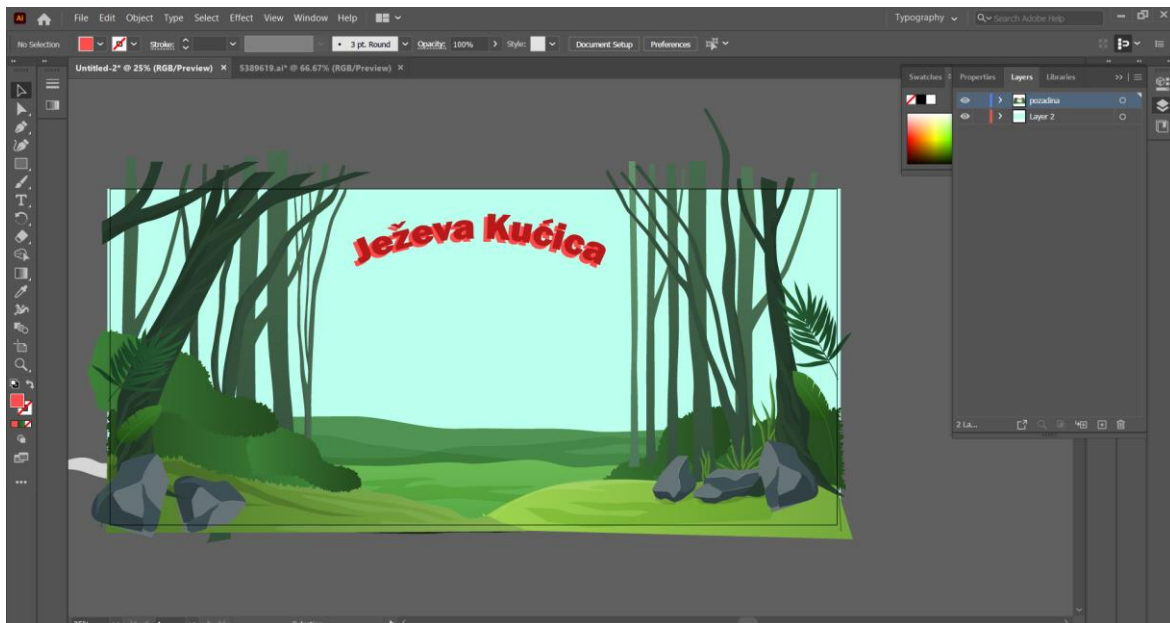 Ai File Edit Object Type Select Effect View Window Help Typography Search Adobe Help
No Selection Stroke: 3 pt. Round Opacity: 100% Style: Document Setup Preferences
Untitled-2* @ 25% (RGB/Preview) × 5389619.ai* @ 66.67% (RGB/Preview) ×
Swatches Properties Layers Libraries
pozadina
Layer 2
Ježeva Kućica
2 La...